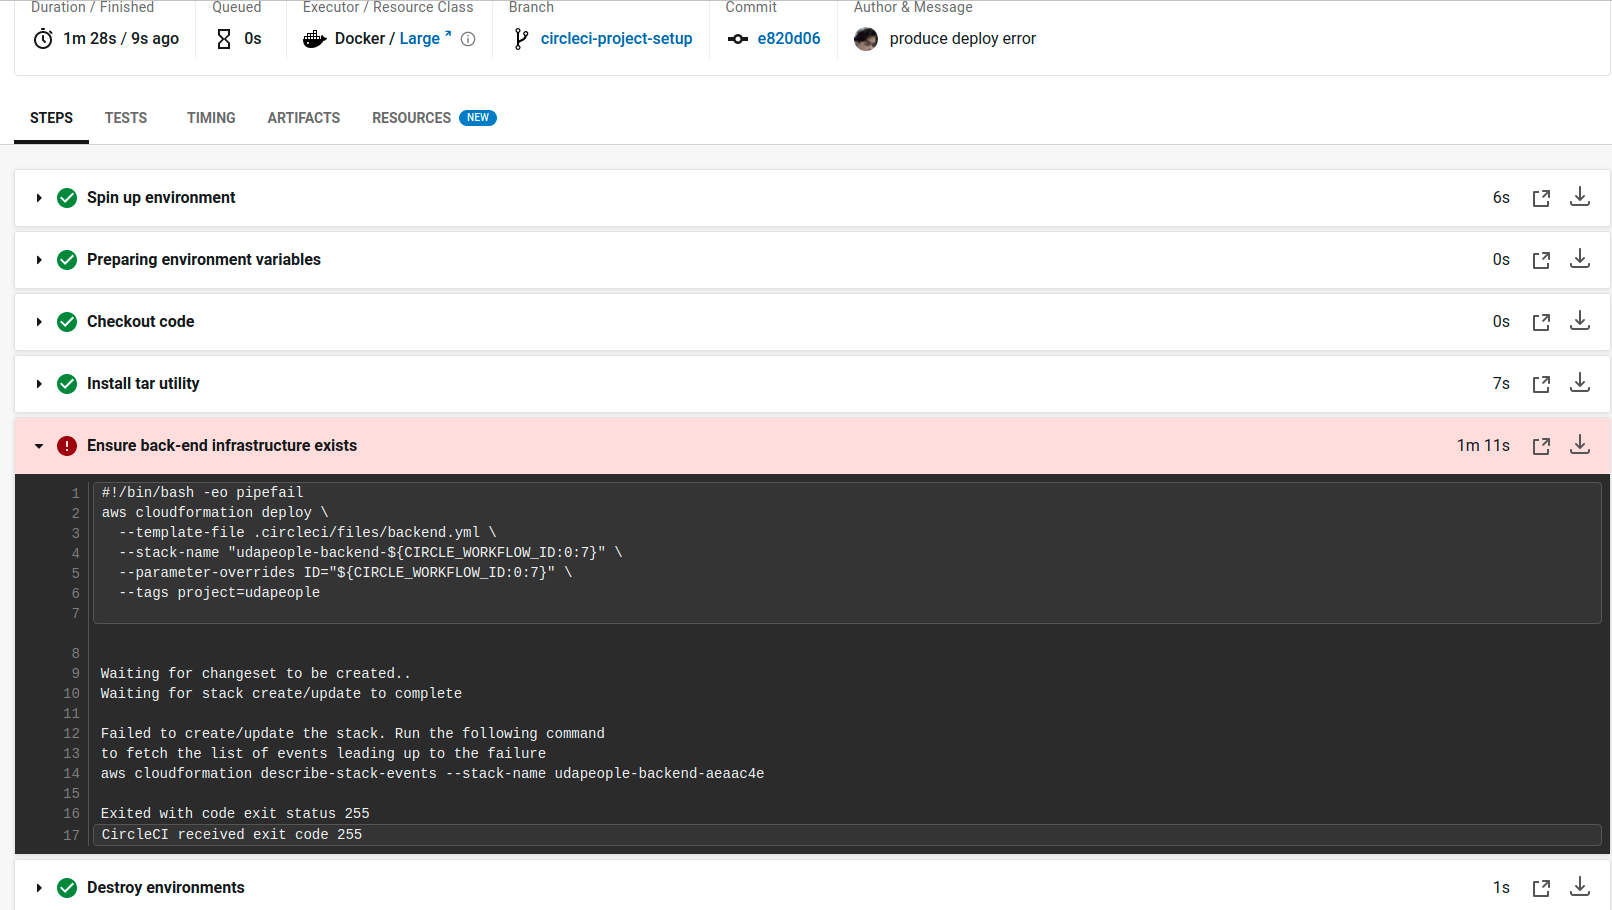 Duration / Finished
Queued
Executor / Resource Class
Branch
Commit
Author & Message
1m 28s / 9s ago
0s
Docker / Large
circleci-project-setup
e820d06
produce deploy error
STEPS
TESTS
TIMING
ARTIFACTS
RESOURCES NEW
Spin up environment
6s
Preparing environment variables
0s
Checkout code
0s
Install tar utility
7s
Ensure back-end infrastructure exists
1m 11s
1 #!/bin/bash -eo pipefail
2 aws cloudformation deploy \
3 --template-file .circleci/files/backend.yml \
4 --stack-name "udapeople-backend-${CIRCLE_WORKFLOW_ID:0:7}" \
5 --parameter-overrides ID="${CIRCLE_WORKFLOW_ID:0:7}" \
6 --tags project=udapeople
7
8
9 Waiting for changeset to be created..
10 Waiting for stack create/update to complete
11
12 Failed to create/update the stack. Run the following command
13 to fetch the list of events leading up to the failure
14 aws cloudformation describe-stack-events --stack-name udapeople-backend-aeaac4e
15
16 Exited with code exit status 255
17 CircleCI received exit code 255
Destroy environments
1s